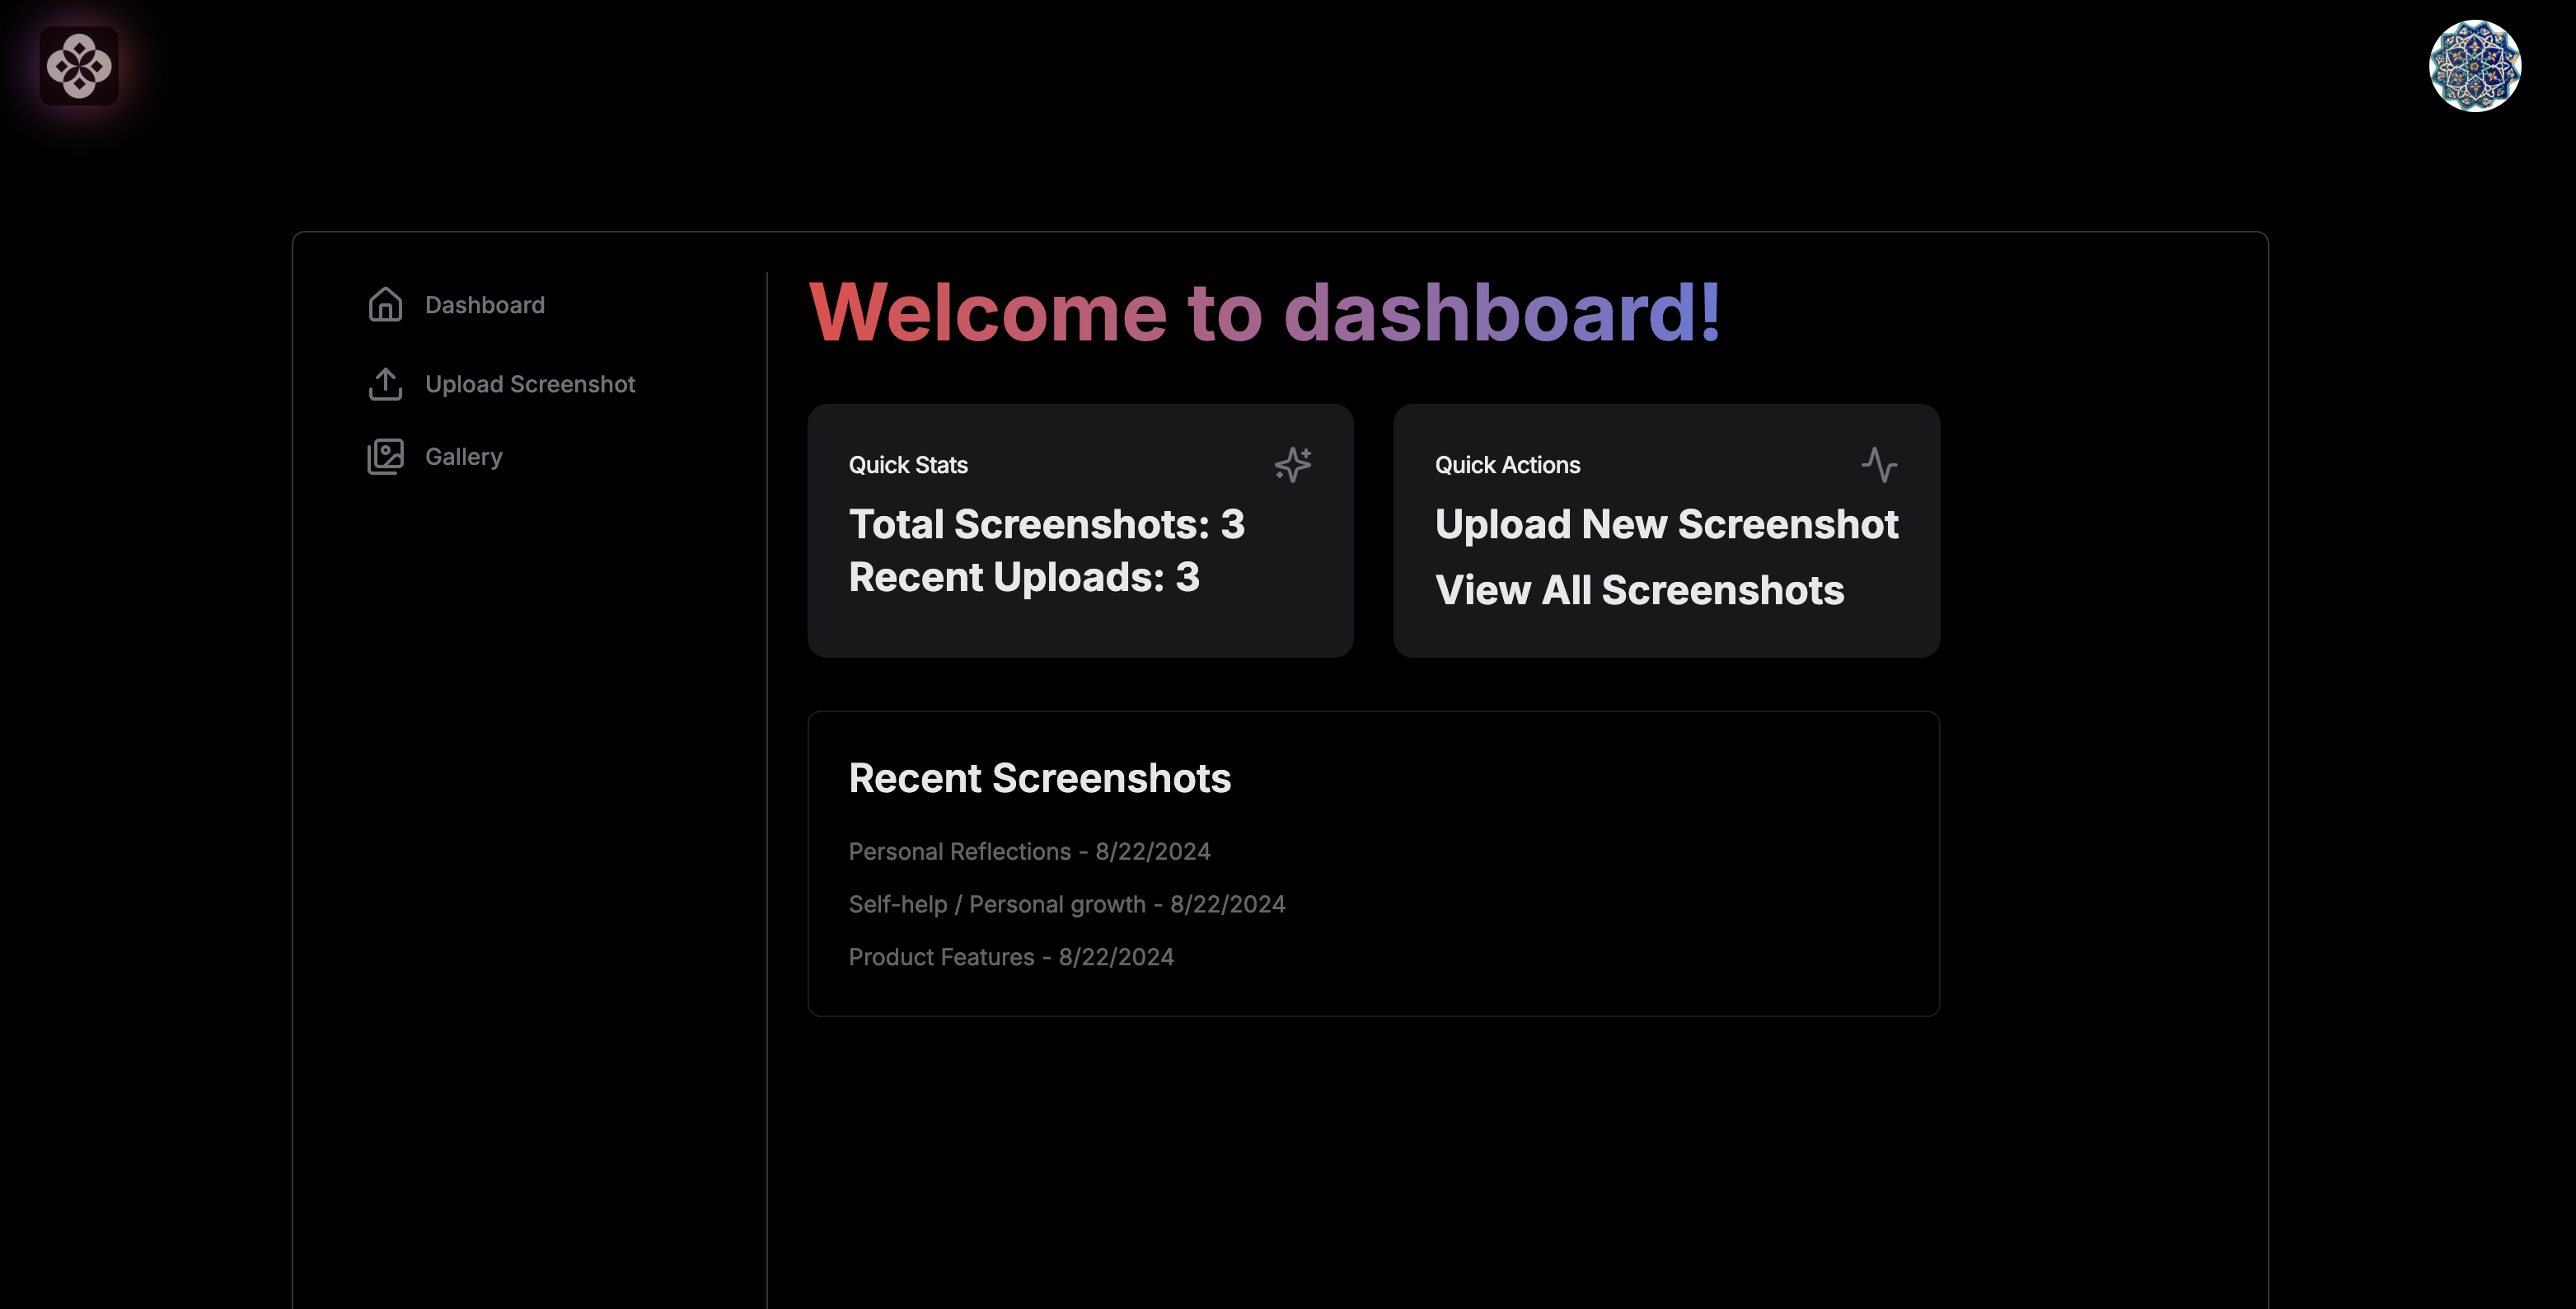 Dashboard
Upload Screenshot
Gallery
Welcome to dashboard!
Quick Stats
Total Screenshots: 3
Recent Uploads: 3
Quick Actions
Upload New Screenshot
View All Screenshots
Recent Screenshots
Personal Reflections - 8/22/2024
Self-help / Personal growth - 8/22/2024
Product Features - 8/22/2024